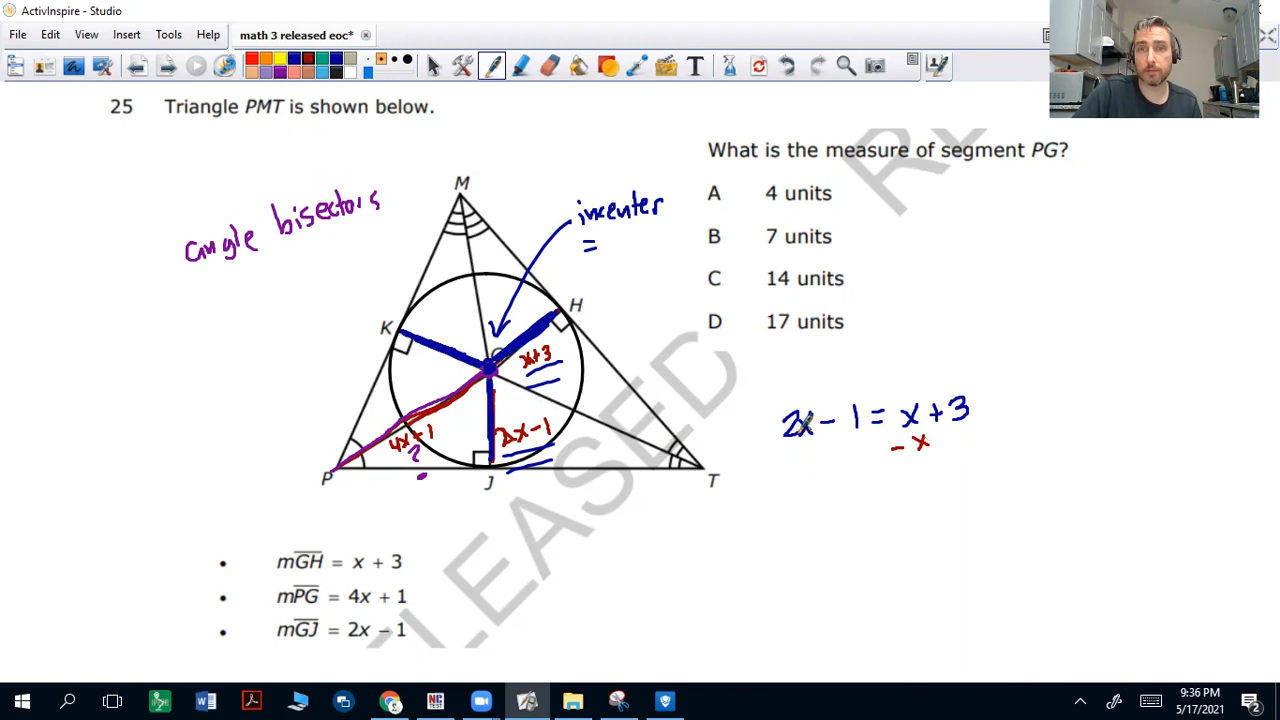 ActivInspire - Studio
File Edit View Insert Tools Help math 3 released eoc*
25 Triangle PMT is shown below.
What is the measure of segment PG?
A 4 units
B 7 units
C 14 units
D 17 units
angle bisectors
incenter
=
M
K
H
G
x+3
4x+1
?
2x-1
P
J
T
2x - 1 = x + 3
- x
• mGH = x + 3
• mPG = 4x + 1
• mGJ = 2x - 1
RELEASED
RE
9:36 PM
5/17/2021
2